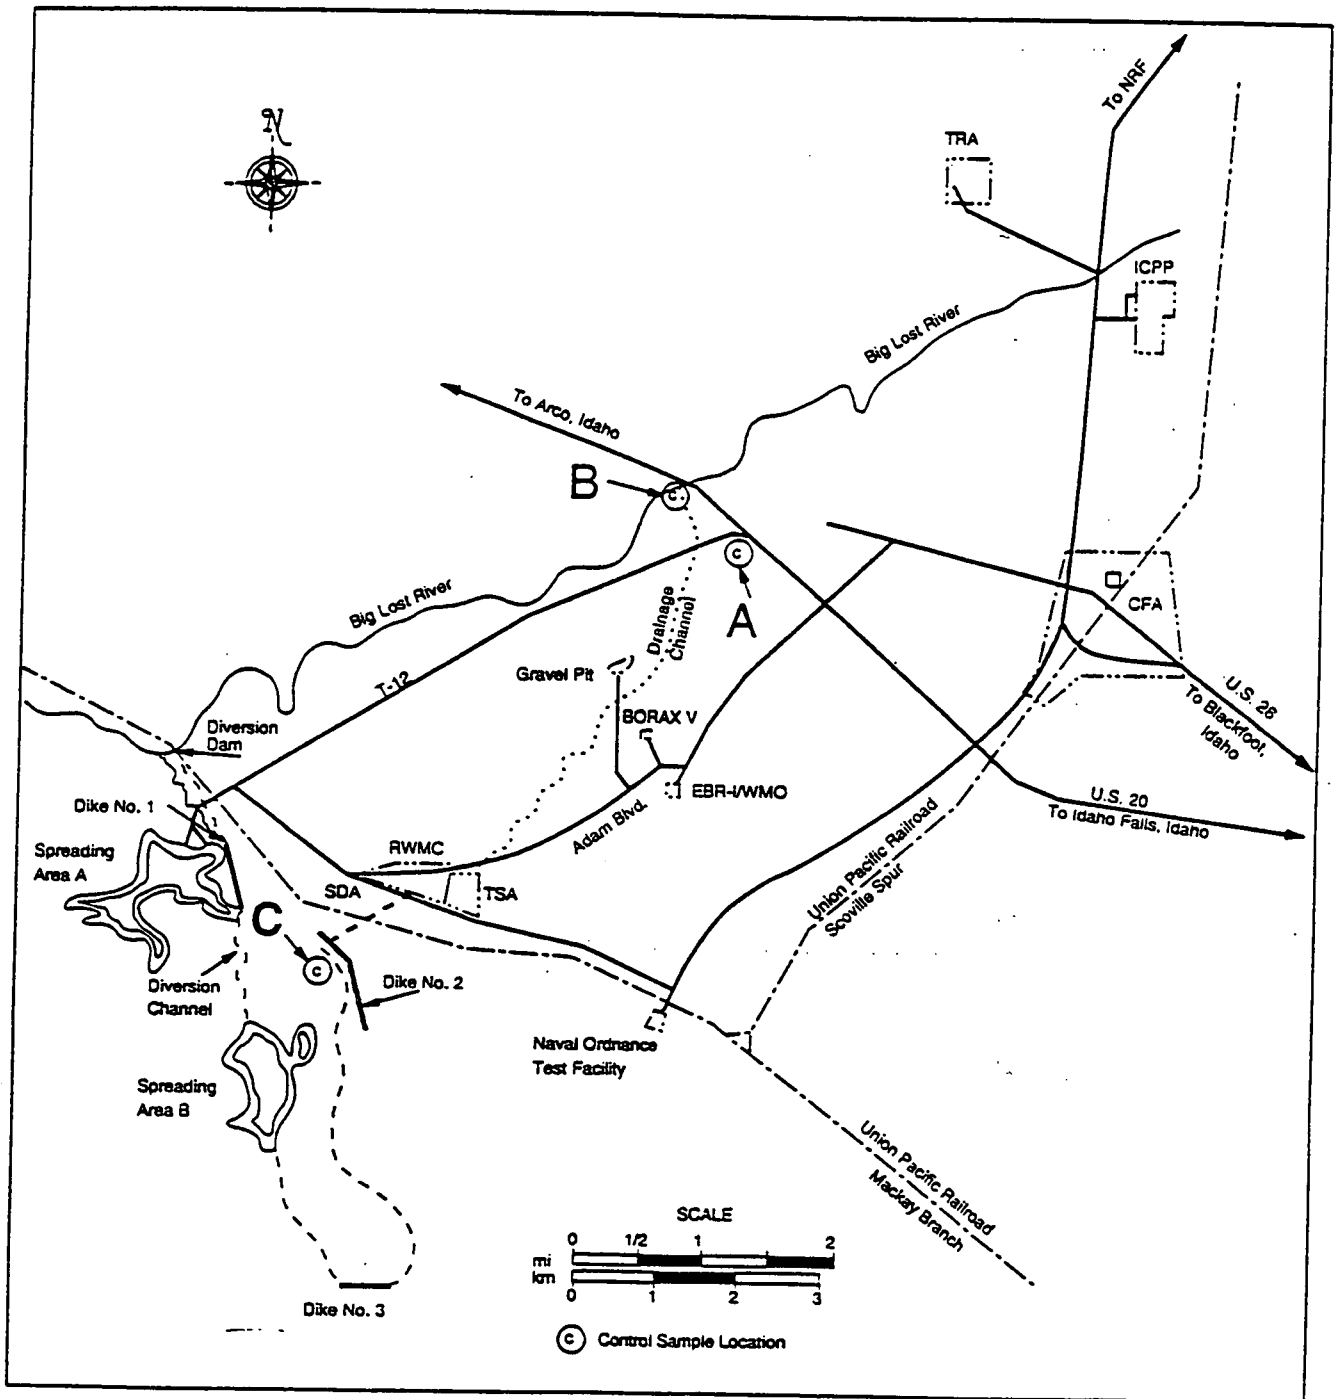 N
To NRF
TRA
ICPP
Big Lost River
To Arco, Idaho
B
C
C
A
CFA
Big Lost River
Drainage
Channel
Gravel Pit
T-12
U.S. 26
To Blackfoot,
Idaho
BORAX V
Diversion
Dam
EBR-I/WMO
U.S. 20
To Idaho Falls, Idaho
Dike No. 1
Adam Blvd.
Union Pacific Railroad
Scoville Spur
Spreading
Area A
RWMC
SDA
TSA
C
C
Diversion
Channel
Dike No. 2
Naval Ordnance
Test Facility
Spreading
Area B
Union Pacific Railroad
Mackay Branch
SCALE
0 1/2 1 2
mi
km
0 1 2 3
Dike No. 3
C Control Sample Location